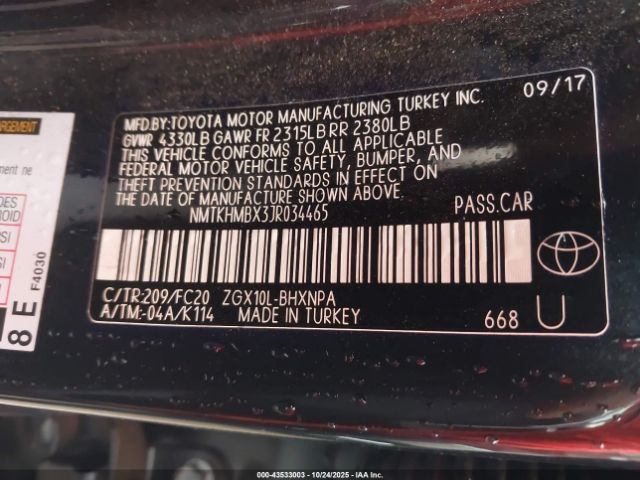 MFD.BY:TOYOTA MOTOR MANUFACTURING TURKEY INC. 09/17
GVWR 4330LB GAWR FR 2315LB RR 2380LB
THIS VEHICLE CONFORMS TO ALL APPLICABLE
FEDERAL MOTOR VEHICLE SAFETY, BUMPER, AND
THEFT PREVENTION STANDARDS IN EFFECT ON
THE DATE OF MANUFACTURE SHOWN ABOVE.
NMTKHMBX3JR034465 PASS.CAR
C/TR:209/FC20 ZGX10L-BHXNPA
A/TM:-04A/K114 MADE IN TURKEY 668 U
8 E F4030
000-43533003 - 10/24/2025 - IAA Inc.